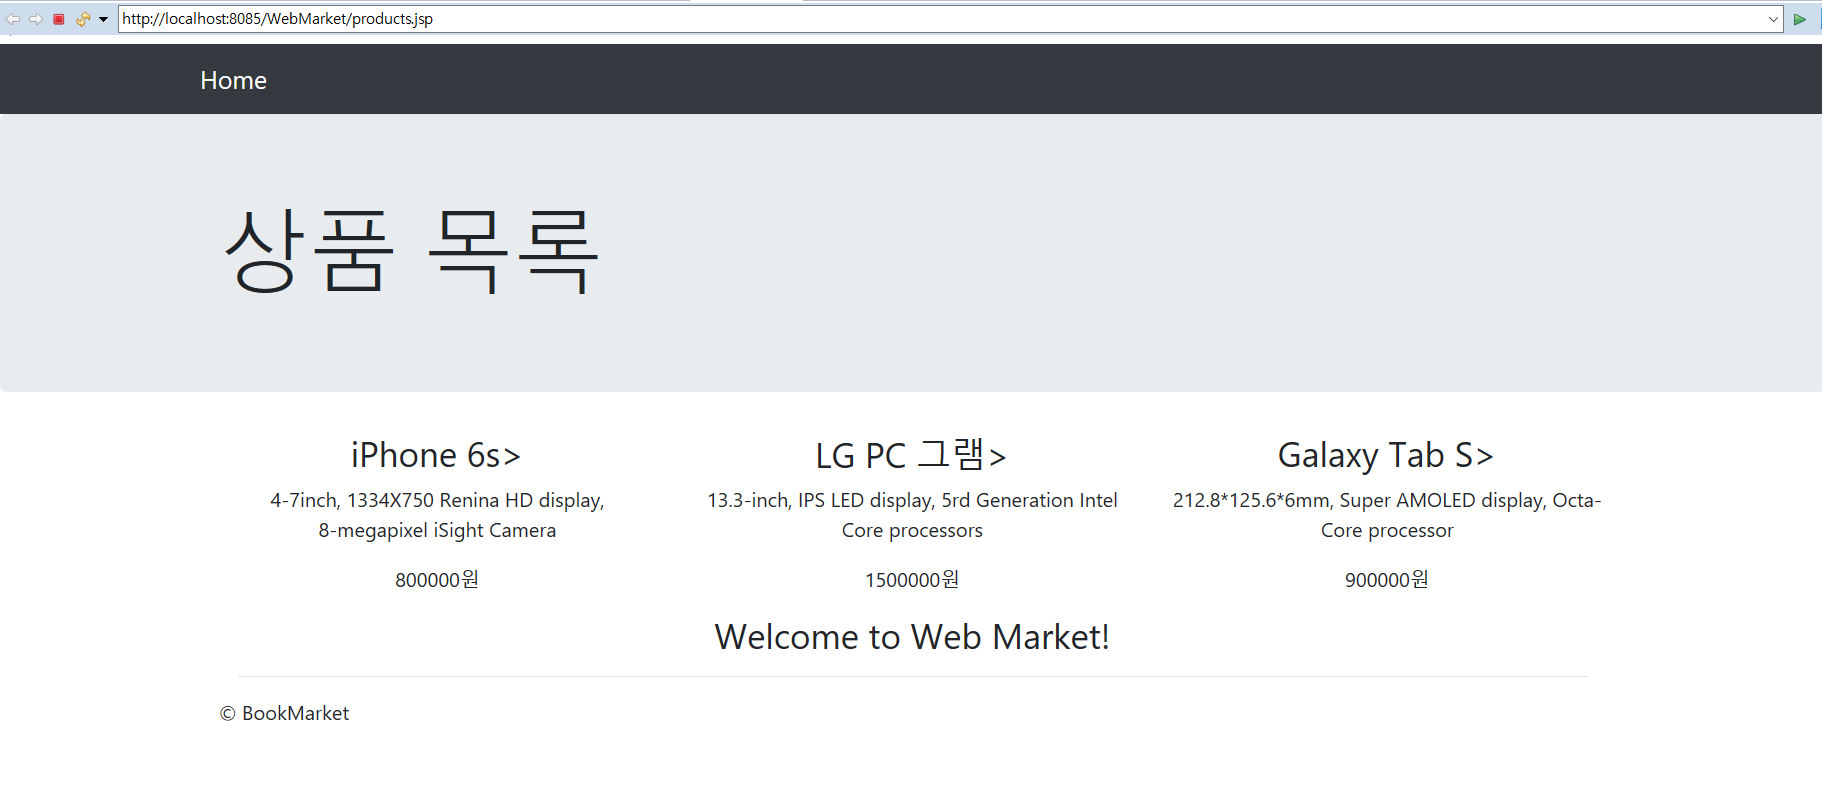 http://localhost:8085/WebMarket/products.jsp
Home
상품 목록
iPhone 6s>
4-7inch, 1334X750 Renina HD display,
8-megapixel iSight Camera
800000원
LG PC 그램>
13.3-inch, IPS LED display, 5rd Generation Intel
Core processors
1500000원
Galaxy Tab S>
212.8*125.6*6mm, Super AMOLED display, Octa-
Core processor
900000원
Welcome to Web Market!
© BookMarket